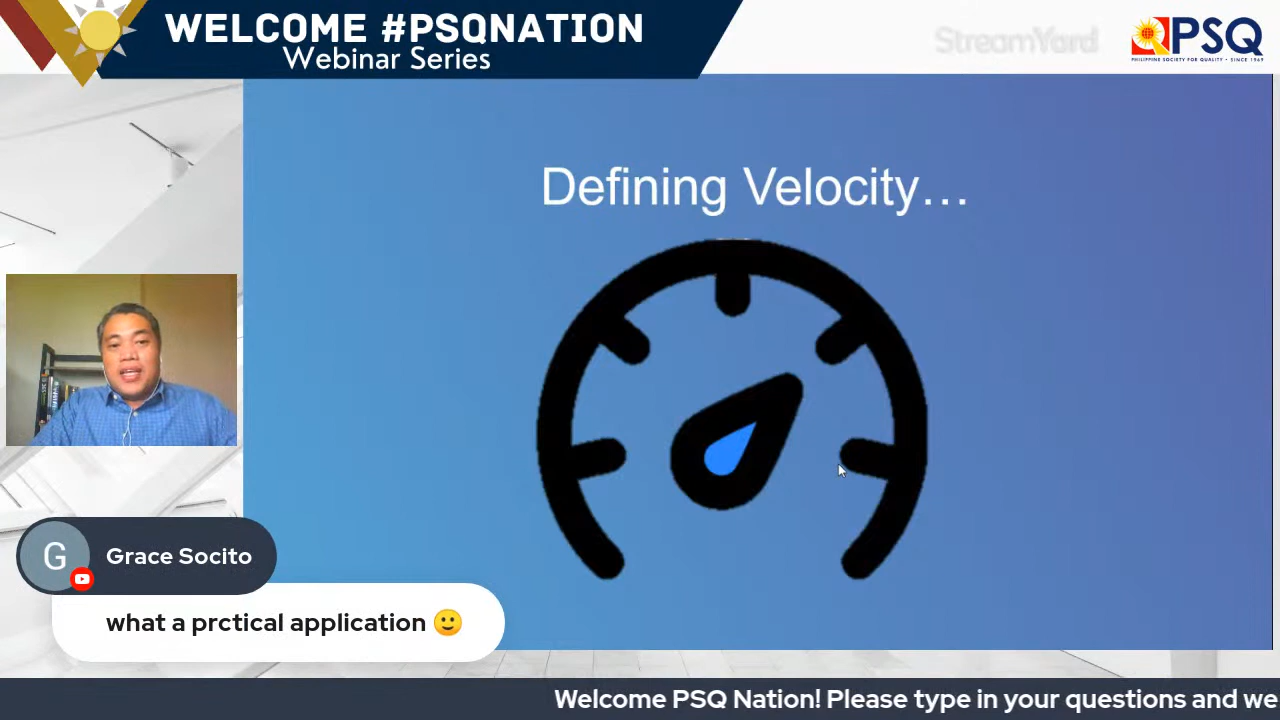 WELCOME #PSQNATION
Webinar Series
StreamYard
PSQ
PHILIPPINE SOCIETY FOR QUALITY • SINCE 1969
Defining Velocity...
G
Grace Socito
what a prctical application 🙂
Welcome PSQ Nation! Please type in your questions and we